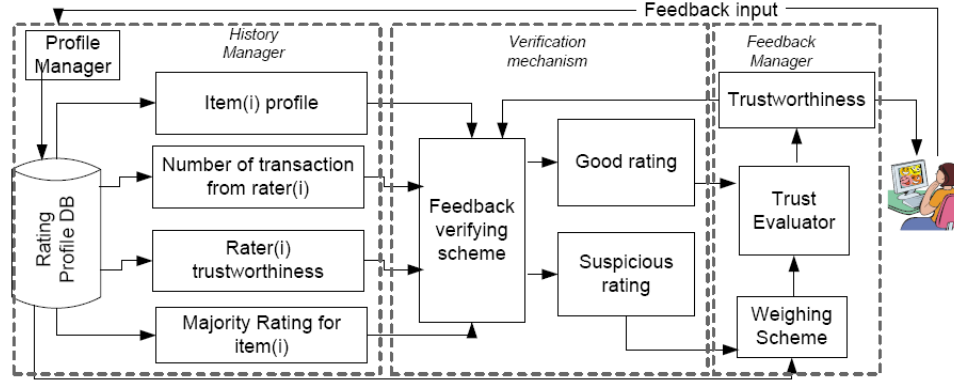 Feedback input
Profile
Manager
History
Manager
Verification
mechanism
Feedback
Manager
Item(i) profile
Trustworthiness
Number of transaction
from rater(i)
Good rating
Rating
Profile DB
Feedback
verifying
scheme
Trust
Evaluator
Rater(i)
trustworthiness
Suspicious
rating
Majority Rating for
item(i)
Weighing
Scheme